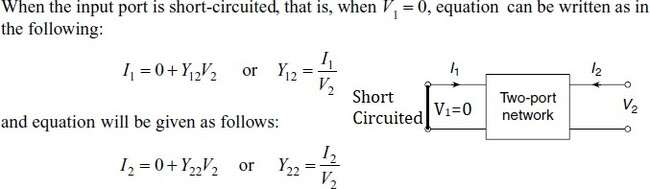 When the input port is short-circuited, that is, when V₁ = 0, equation can be written as in
the following:
I₁ = 0 + Y₁₂V₂ or Y₁₂ = I₁/V₂
and equation will be given as follows:
I₂ = 0 + Y₂₂V₂ or Y₂₂ = I₂/V₂
I₁
I₂
Short
Circuited
V₁=0
Two-port
network
V₂